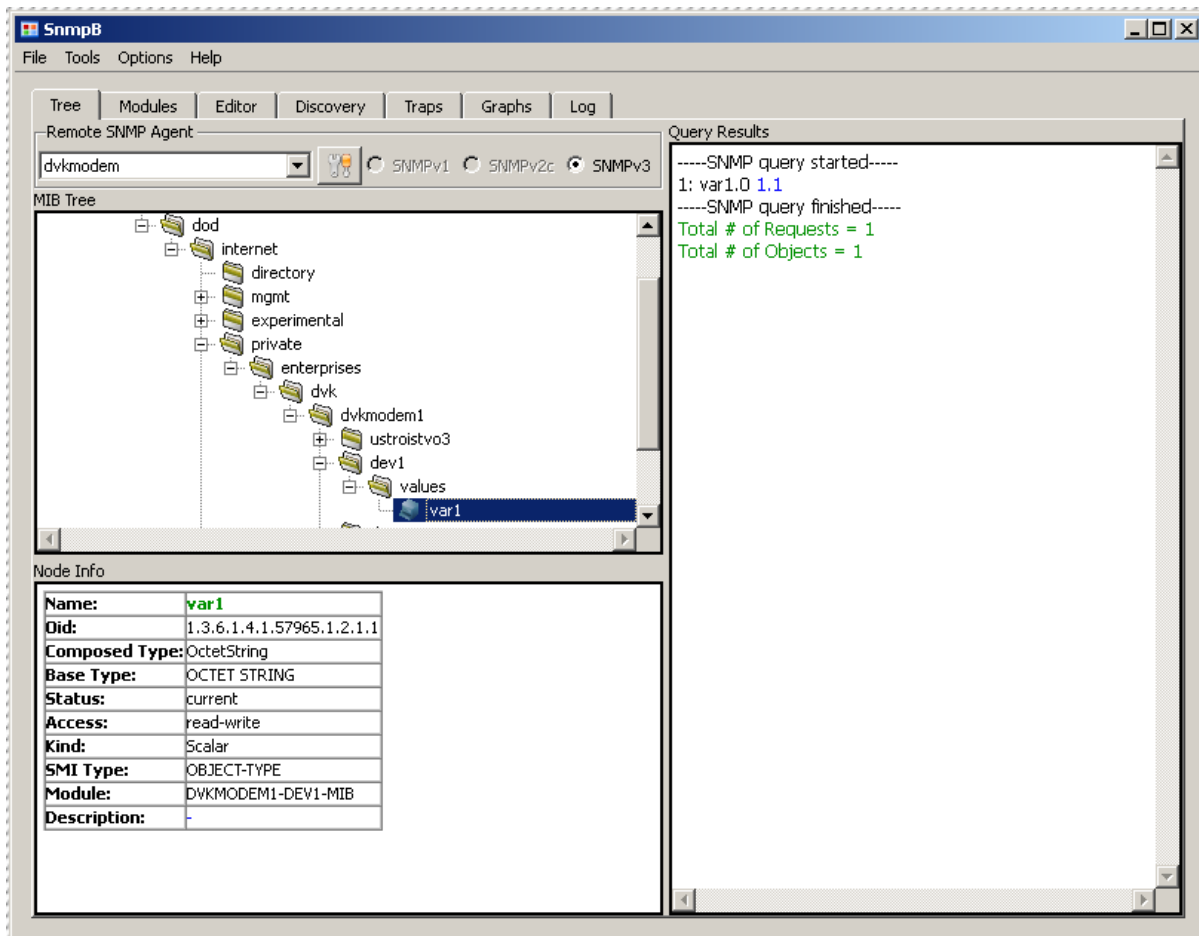 SnmpB
File Tools Options Help
Tree Modules Editor Discovery Traps Graphs Log
Remote SNMP Agent
dvkmodem SNMPv1 SNMPv2c SNMPv3
MIB Tree
dod
internet
directory
mgmt
experimental
private
enterprises
dvk
dvkmodem1
ustroistvo3
dev1
values
var1
Node Info
Name: var1
Oid: 1.3.6.1.4.1.57965.1.2.1.1
Composed Type: OctetString
Base Type: OCTET STRING
Status: current
Access: read-write
Kind: Scalar
SMI Type: OBJECT-TYPE
Module: DVKMODEM1-DEV1-MIB
Description: -
Query Results
-----SNMP query started-----
1: var1.0 1.1
-----SNMP query finished-----
Total # of Requests = 1
Total # of Objects = 1